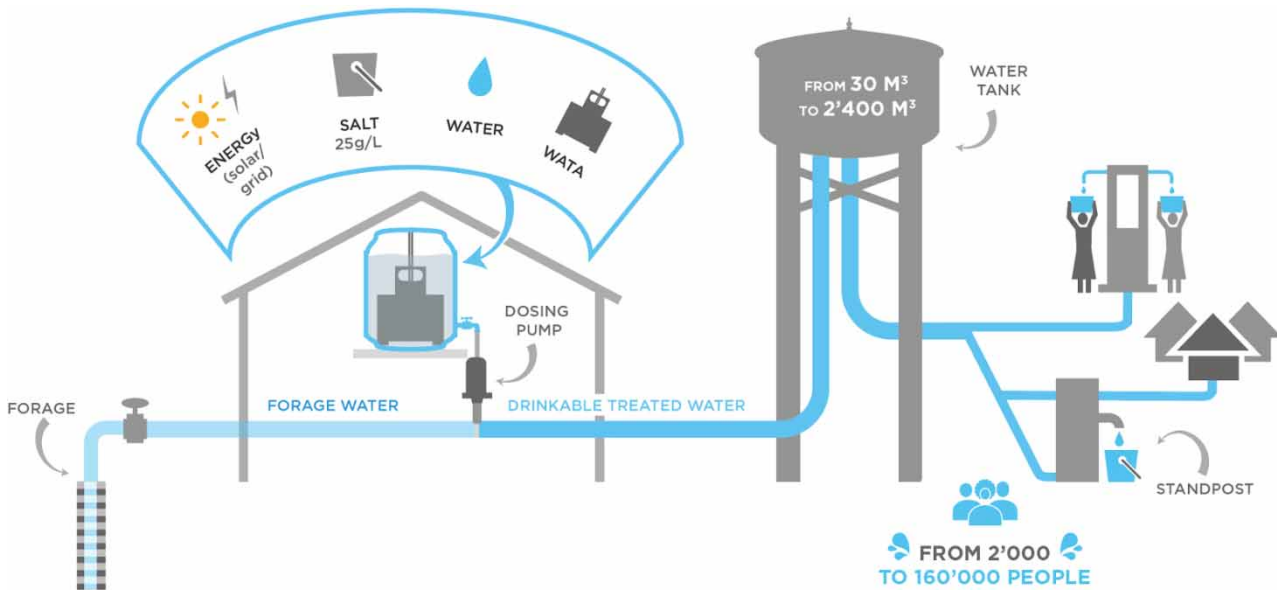 ENERGy
(solar/
grid)
SALT
25g/L
WATER
WATA
FROM 30 M³
TO 2'400 M³
WATER
TANK
DOSING
PUMP
FORAGE
FORAGE WATER
DRINKABLE TREATED WATER
STANDPOST
FROM 2'000
TO 160'000 PEOPLE